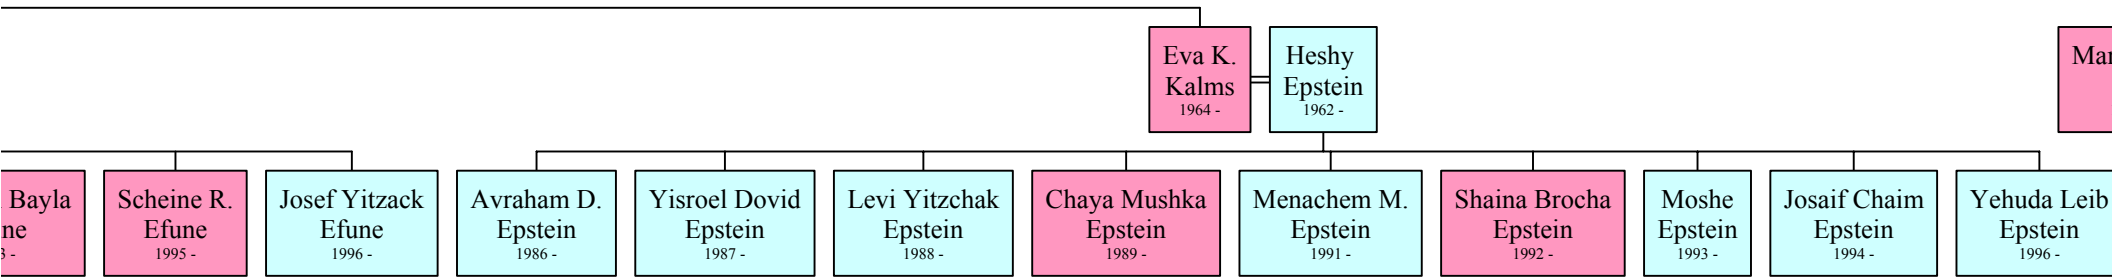 Eva K.
Kalms
1964 -
Heshy
Epstein
1962 -
Bayla
Scheine R.
Efune
1995 -
Josef Yitzack
Efune
1996 -
Avraham D.
Epstein
1986 -
Yisroel Dovid
Epstein
1987 -
Levi Yitzchak
Epstein
1988 -
Chaya Mushka
Epstein
1989 -
Menachem M.
Epstein
1991 -
Shaina Brocha
Epstein
1992 -
Moshe
Epstein
1993 -
Josaif Chaim
Epstein
1994 -
Yehuda Leib
Epstein
1996 -